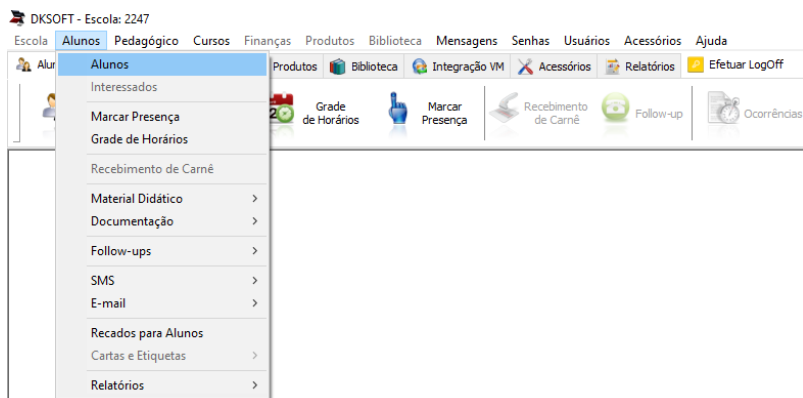 DKSOFT - Escola: 2247
Escola Alunos Pedagógico Cursos Finanças Produtos Biblioteca Mensagens Senhas Usuários Acessórios Ajuda
Alu Produtos Biblioteca Integração VM Acessórios Relatórios Efetuar LogOff
Alunos
Interessados
Marcar Presença
Grade de Horários
Recebimento de Carnê
Material Didático
Documentação
Follow-ups
SMS
E-mail
Recados para Alunos
Cartas e Etiquetas
Relatórios
20
Grade
de Horários
Marcar
Presença
Recebimento
de Carnê
Follow-up
Ocorrências